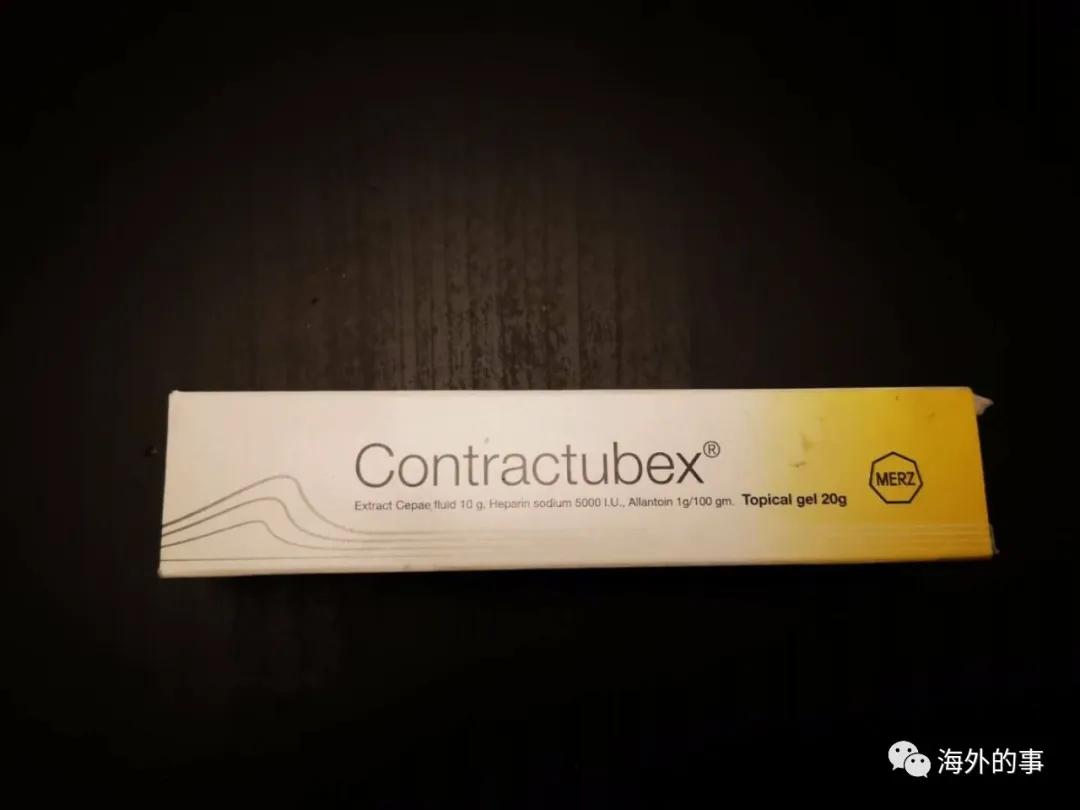 Contractubex®
Extract Cepae fluid 10 g, Heparin sodium 5000 I.U., Allantoin 1g/100 gm. Topical gel 20g
MERZ
海外的事